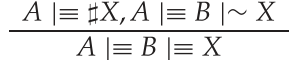 A |≡ ♯X, A |≡ B |∼ X
A |≡ B |≡ X